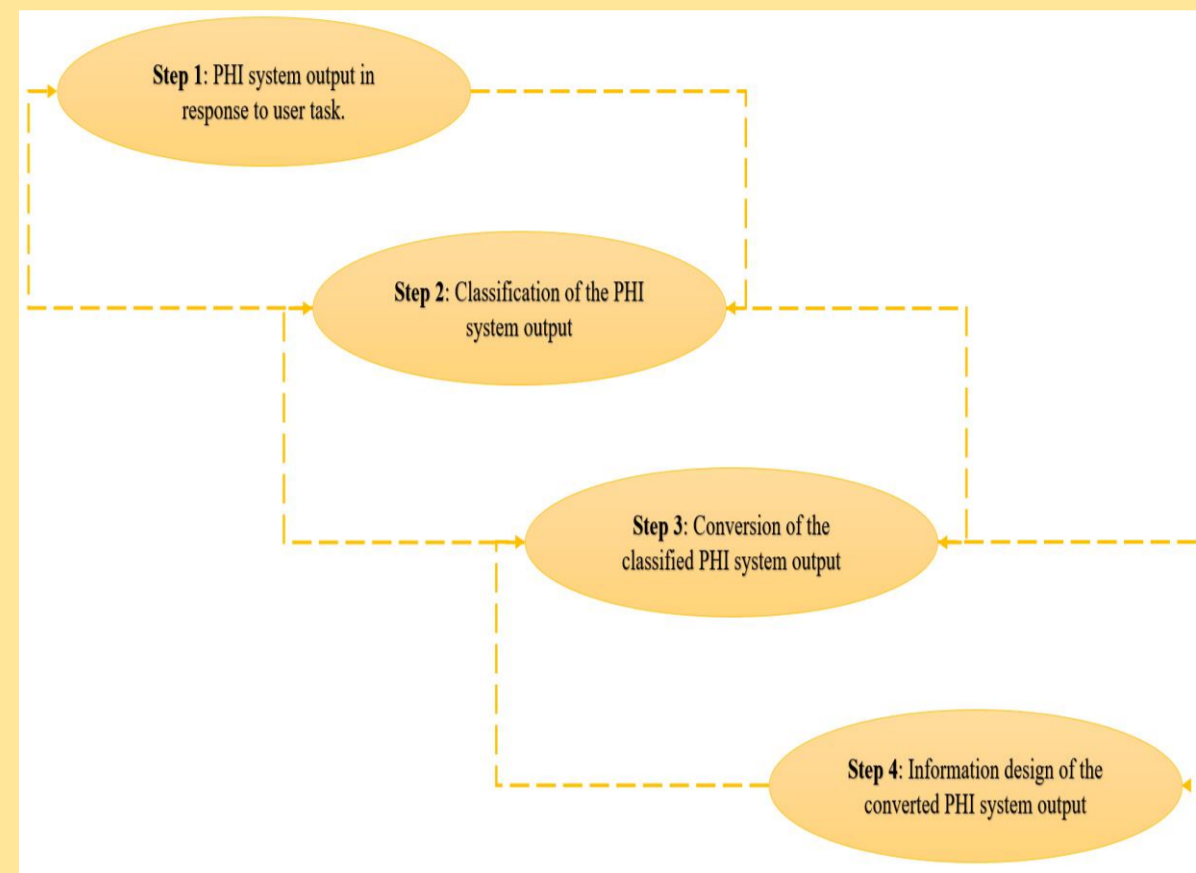 Step 1: PHI system output in
response to user task.
Step 2: Classification of the PHI
system output
Step 3: Conversion of the
classified PHI system output
Step 4: Information design of the
converted PHI system output